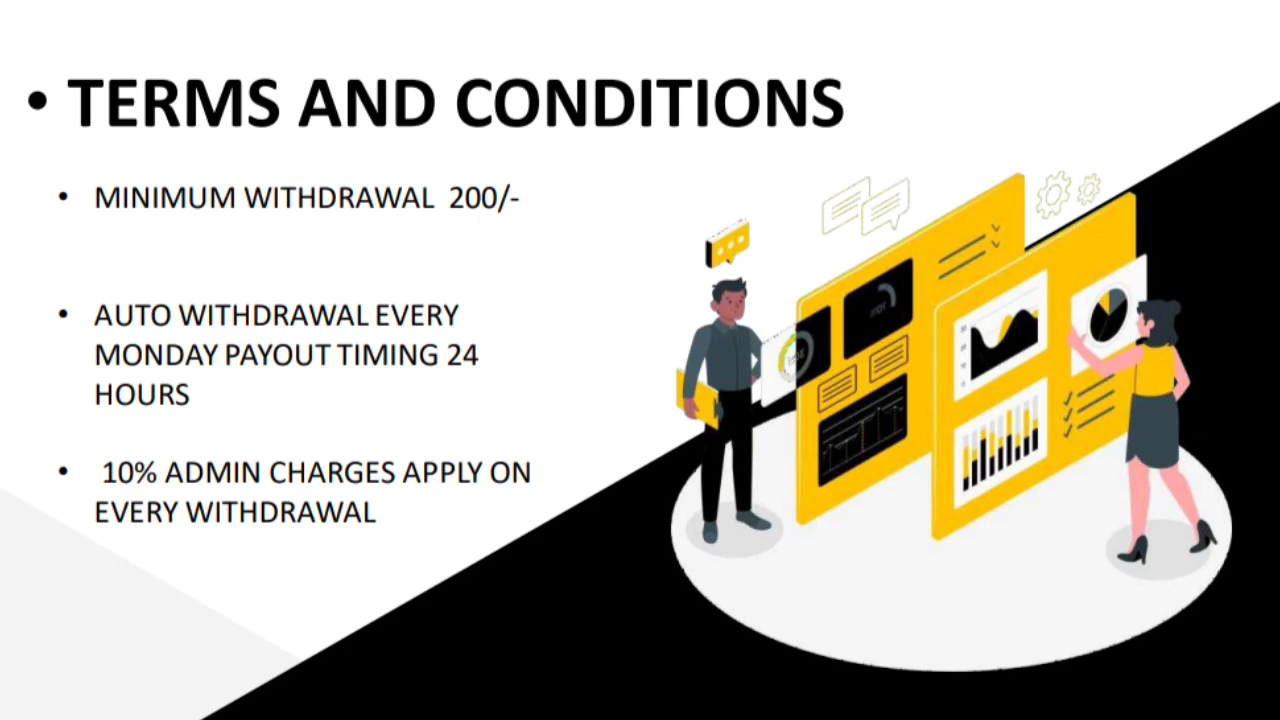 • TERMS AND CONDITIONS
• MINIMUM WITHDRAWAL 200/-
• AUTO WITHDRAWAL EVERY
MONDAY PAYOUT TIMING 24
HOURS
• 10% ADMIN CHARGES APPLY ON
EVERY WITHDRAWAL